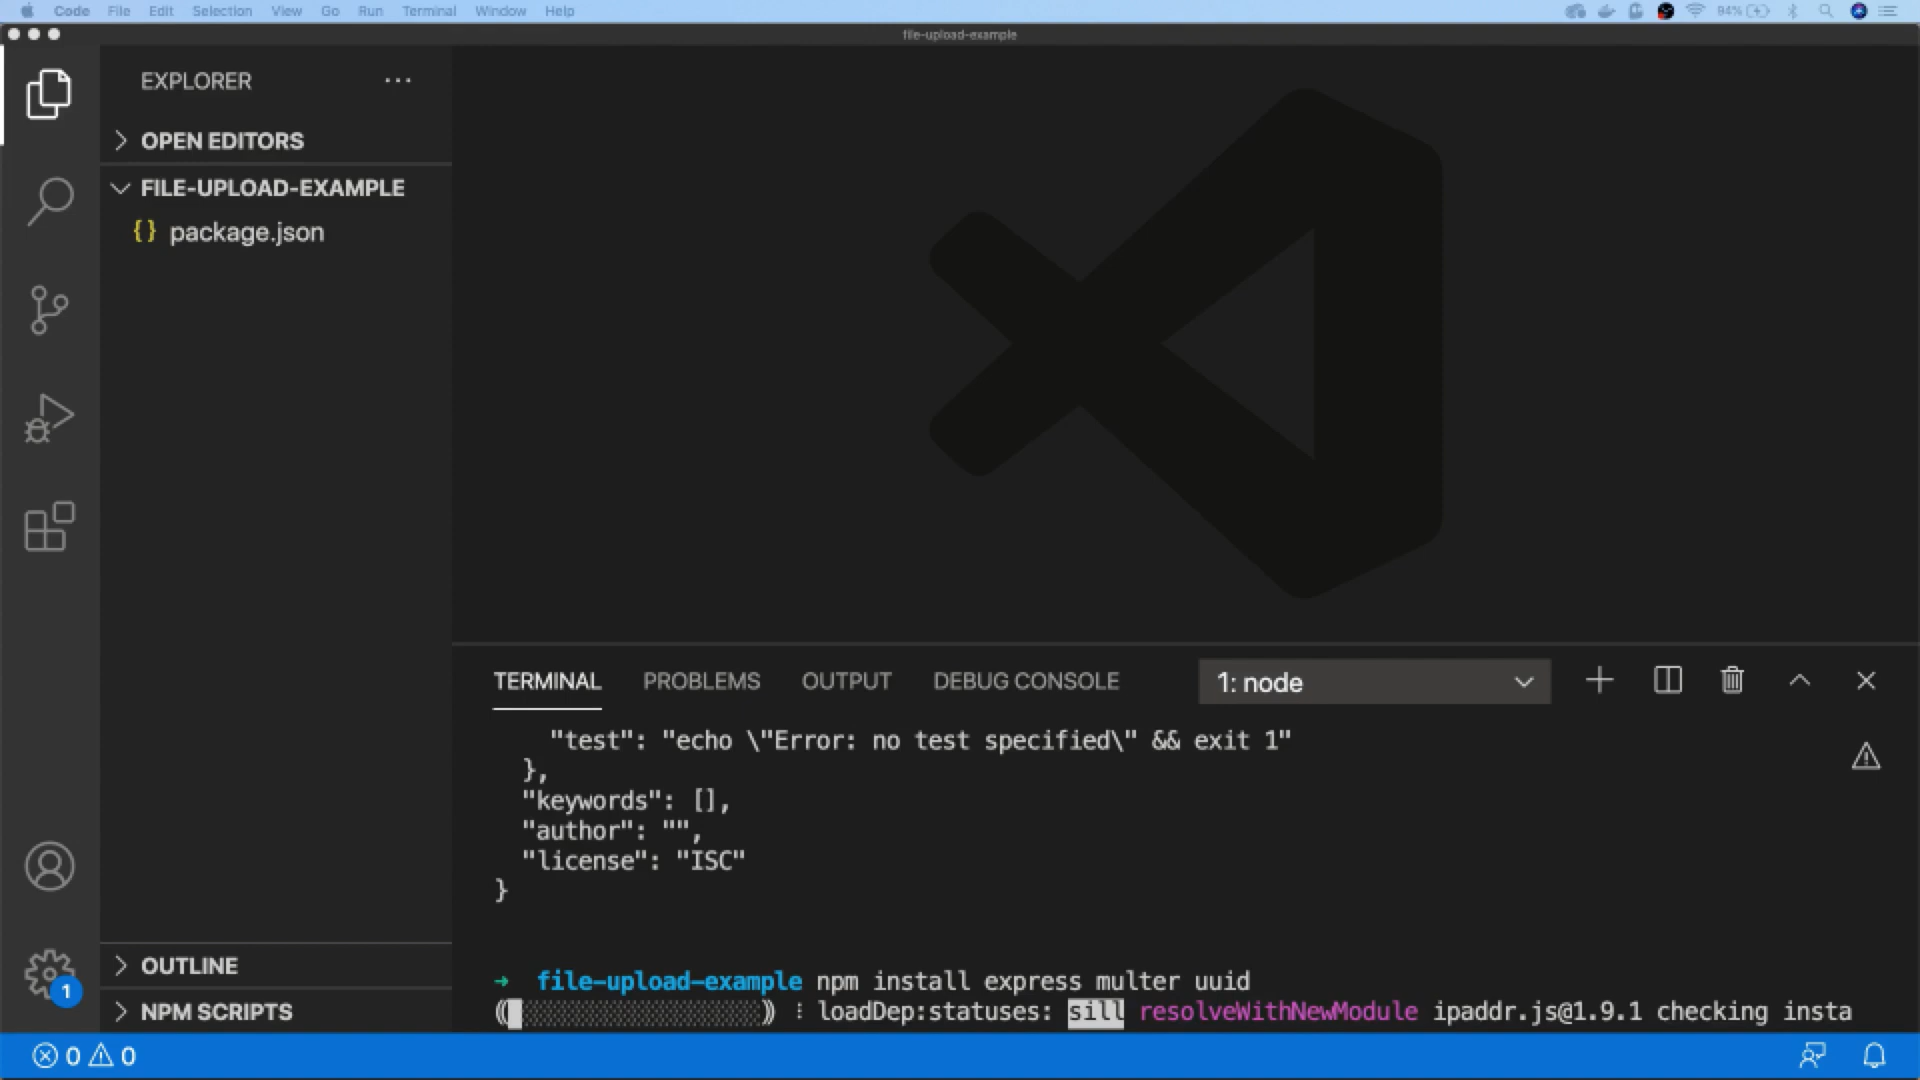 Code File Edit Selection View Go Run Terminal Window Help 94%
file-upload-example
EXPLORER
OPEN EDITORS
FILE-UPLOAD-EXAMPLE
{} package.json
TERMINAL PROBLEMS OUTPUT DEBUG CONSOLE 1: node
"test": "echo \"Error: no test specified\" && exit 1"
},
"keywords": [],
"author": "",
"license": "ISC"
}
➜ file-upload-example npm install express multer uuid
(( ░░░░░░░░░░░░░░░░░)) ⸽ loadDep:statuses: sill resolveWithNewModule ipaddr.js@1.9.1 checking insta
OUTLINE
1
NPM SCRIPTS
0 0